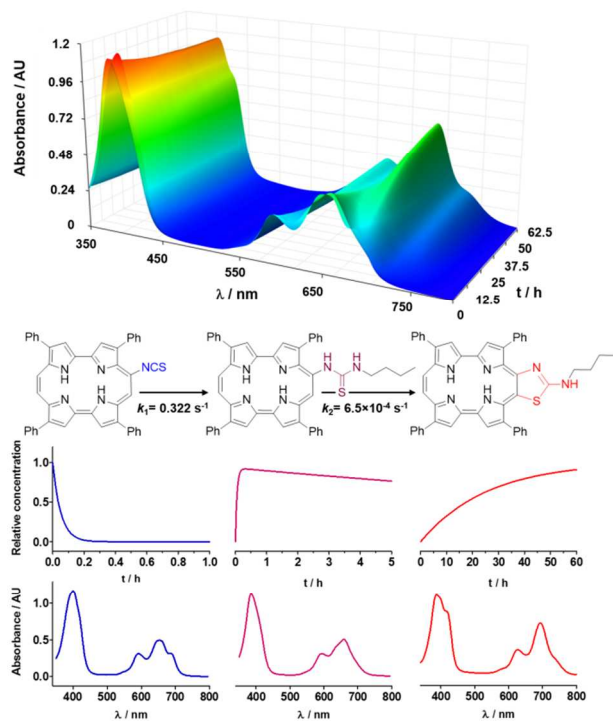 1.2
0.96
0.72
0.48
0.24
0
Absorbance / AU
350
450
550
650
750
λ / nm
0
12.5
25
37.5
50
62.5
t / h
Ph
Ph
NCS
NH
N
N
HN
Ph
Ph
k1= 0.322 s-1
Ph
Ph
NH
NH
S
NH
N
N
HN
Ph
Ph
k2= 6.5×10-4 s-1
Ph
Ph
N
NH
S
NH
N
N
HN
Ph
Ph
Relative concentration
1.0
0.5
0.0
0.0 0.2 0.4 0.6 0.8 1.0
t / h
0 1 2 3 4 5
t / h
0 10 20 30 40 50 60
t / h
Absorbance / AU
1.0
0.5
0.0
400 500 600 700 800
λ / nm
400 500 600 700 800
λ / nm
400 500 600 700 800
λ / nm